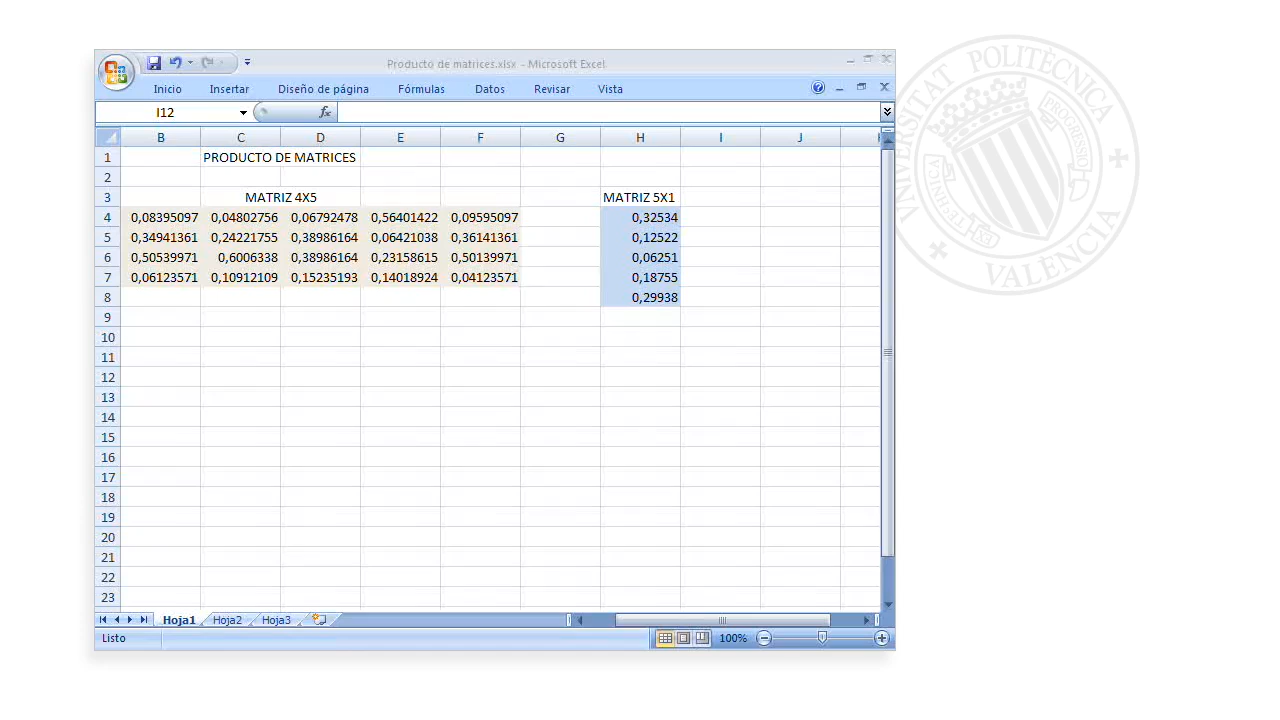 Producto de matrices.xlsx - Microsoft Excel
Inicio Insertar Diseño de página Fórmulas Datos Revisar Vista
I12 fx
B C D E F G H I J
1 PRODUCTO DE MATRICES
2
3 MATRIZ 4X5 MATRIZ 5X1
4 0,08395097 0,04802756 0,06792478 0,56401422 0,09595097 0,32534
5 0,34941361 0,24221755 0,38986164 0,06421038 0,36141361 0,12522
6 0,50539971 0,6006338 0,38986164 0,23158615 0,50139971 0,06251
7 0,06123571 0,10912109 0,15235193 0,14018924 0,04123571 0,18755
8 0,29938
9
10
11
12
13
14
15
16
17
18
19
20
21
22
23
Hoja1 Hoja2 Hoja3
Listo 100%
UNIVERSITAT POLITÈCNICA
VALÈNCIA